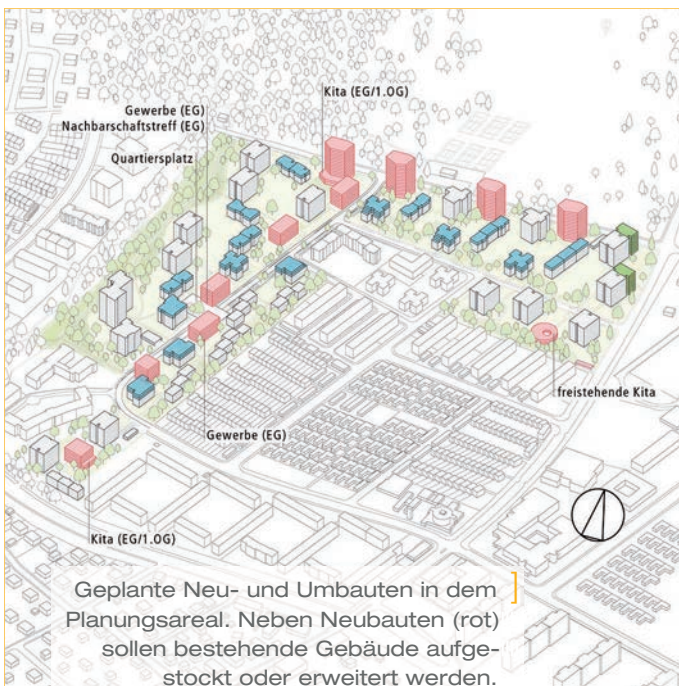 Kita (EG/1.OG)
Gewerbe (EG)
Nachbarschaftstreff (EG)
Quartiersplatz
freistehende Kita
Gewerbe (EG)
Kita (EG/1.OG)
Geplante Neu- und Umbauten in dem
Planungsareal. Neben Neubauten (rot)
sollen bestehende Gebäude aufge-
stockt oder erweitert werden.